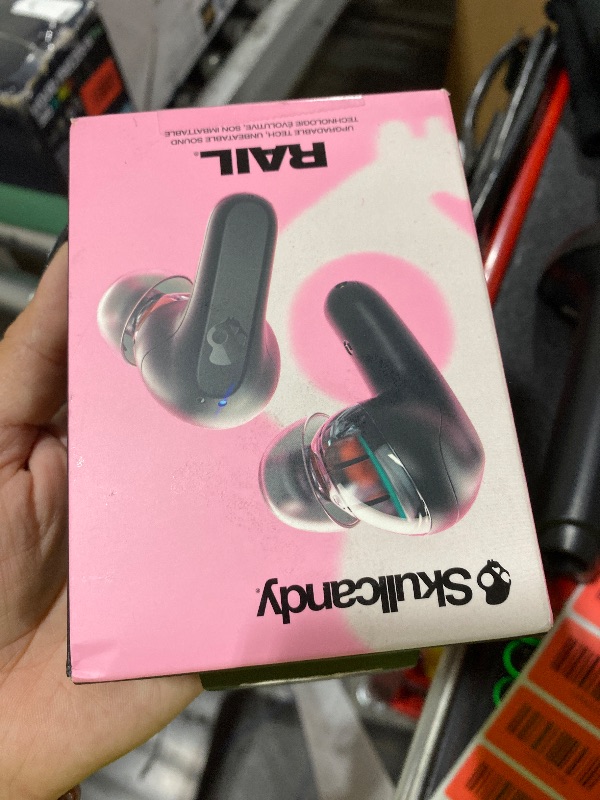 Skullcandy®
RAIL®
UPGRADABLE TECH, UNBEATABLE SOUND
TECHNOLOGIE ÉVOLUTIVE, SON IMBATTABLE